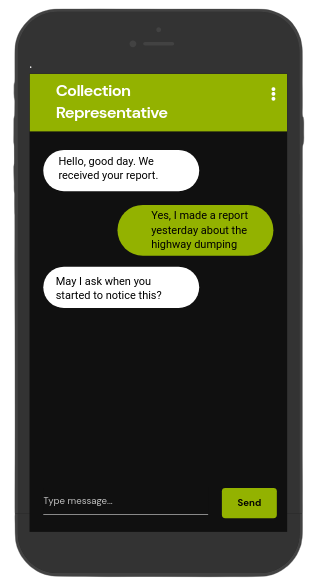 Collection
Representative
Hello, good day. We
received your report.
Yes, I made a report
yesterday about the
highway dumping
May I ask when you
started to notice this?
Type message...
Send